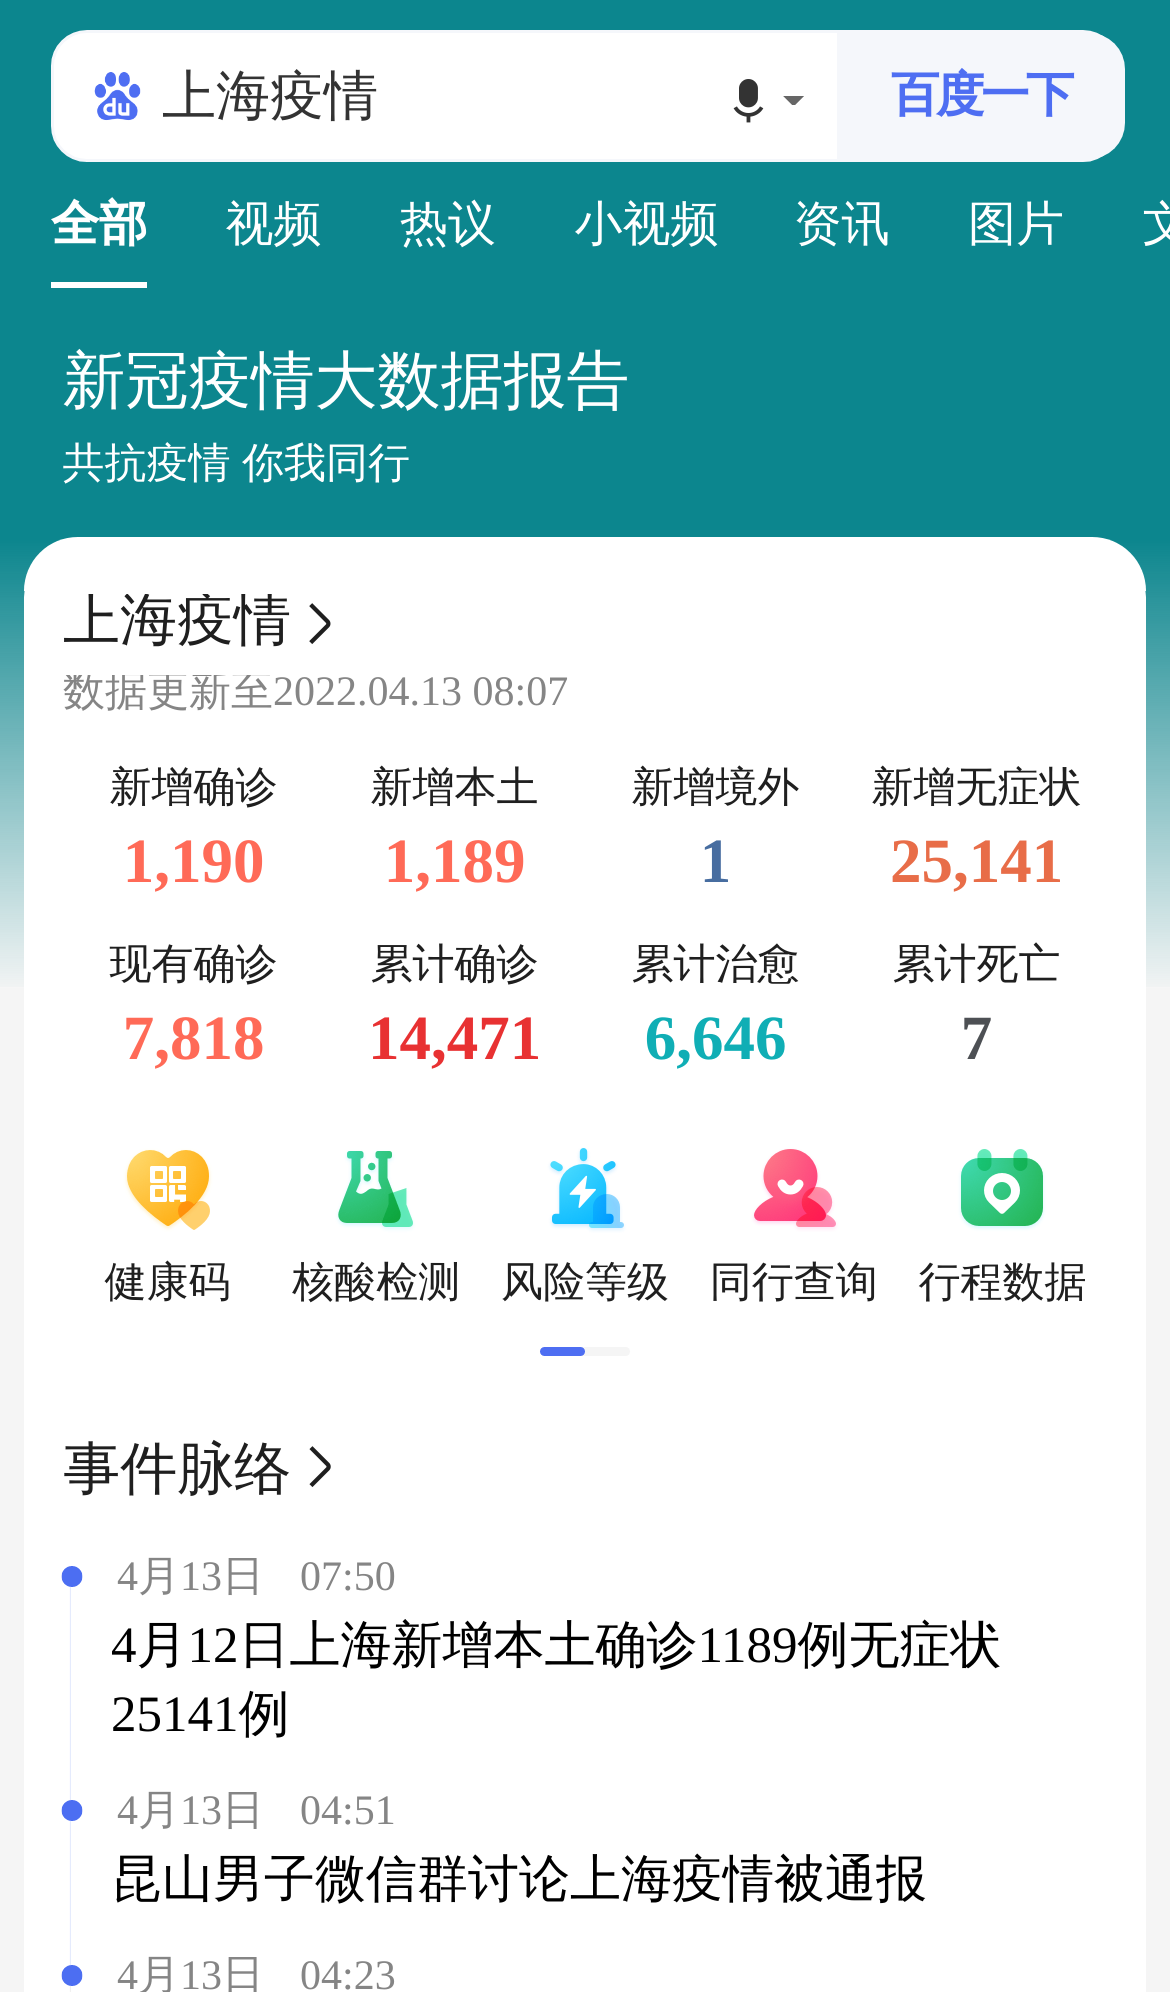 du 上海疫情 百度一下
全部 视频 热议 小视频 资讯 图片
新冠疫情大数据报告
共抗疫情 你我同行
上海疫情
数据更新至2022.04.13 08:07
新增确诊 新增本土 新增境外 新增无症状
1,190 1,189 1 25,141
现有确诊 累计确诊 累计治愈 累计死亡
7,818 14,471 6,646 7
健康码 核酸检测 风险等级 同行查询 行程数据
事件脉络
4月13日 07:50
4月12日上海新增本土确诊1189例无症状
25141例
4月13日 04:51
昆山男子微信群讨论上海疫情被通报
4月13日 04:23